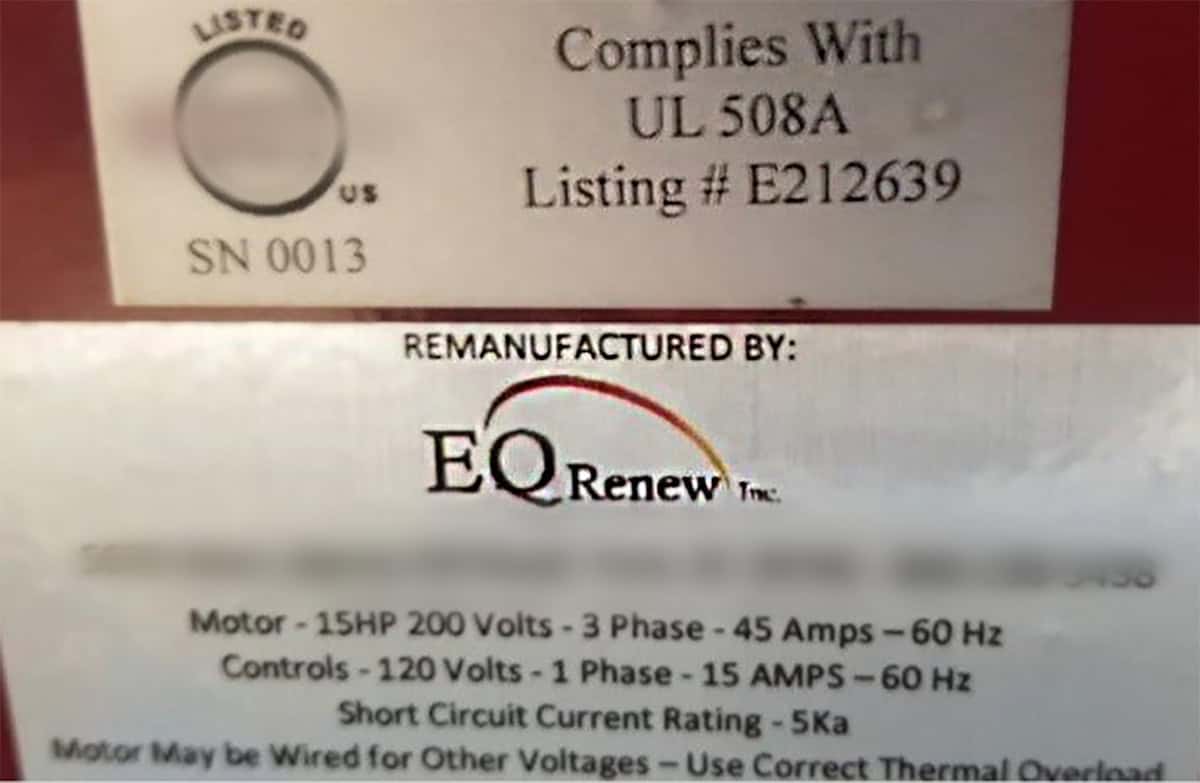 LISTED
US
SN 0013
Complies With
UL 508A
Listing # E212639
REMANUFACTURED BY:
EQ Renew Inc.
Motor - 15HP 200 Volts - 3 Phase - 45 Amps – 60 Hz
Controls - 120 Volts - 1 Phase - 15 AMPS – 60 Hz
Short Circuit Current Rating - 5Ka
Motor May be Wired for Other Voltages – Use Correct Thermal Overload